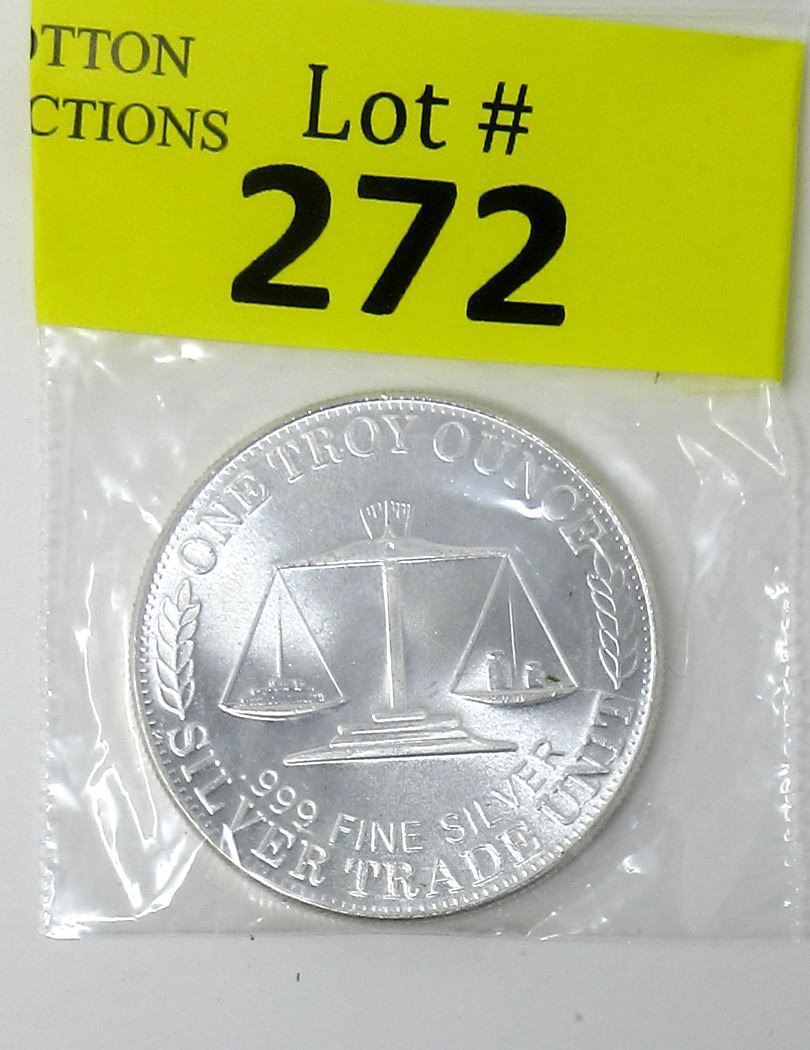 OTTON
CTIONS
Lot #
272
ONE TROY OUNCE
.999 FINE SILVER
SILVER TRADE UNIT